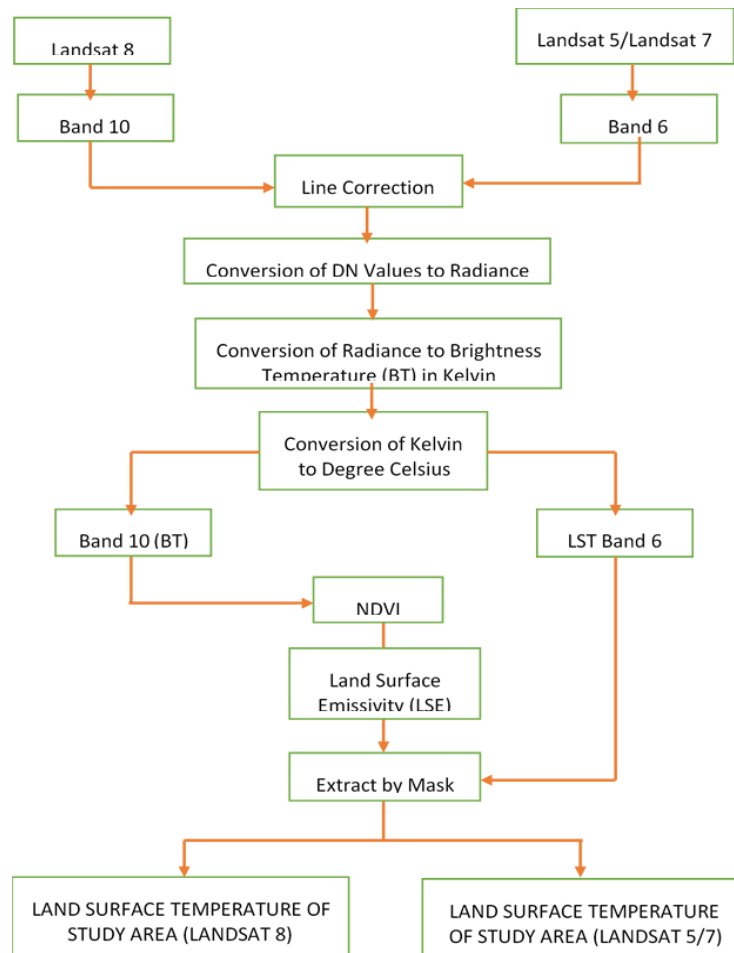 Landsat 8
Landsat 5/Landsat 7
Band 10
Band 6
Line Correction
Conversion of DN Values to Radiance
Conversion of Radiance to Brightness
Temperature (BT) in Kelvin
Conversion of Kelvin
to Degree Celsius
Band 10 (BT)
LST Band 6
NDVI
Land Surface
Emissivity (LSE)
Extract by Mask
LAND SURFACE TEMPERATURE OF
STUDY AREA (LANDSAT 8)
LAND SURFACE TEMPERATURE
OF STUDY AREA (LANDSAT 5/7)